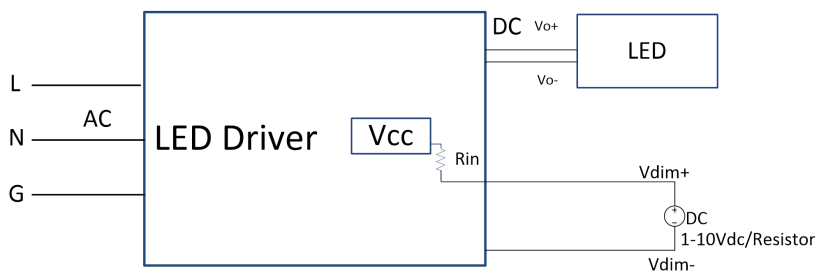 DC
Vo+
LED
Vo-
L
AC
N
LED Driver
Vcc
Rin
G
Vdim+
+
−
DC
1-10Vdc/Resistor
Vdim-